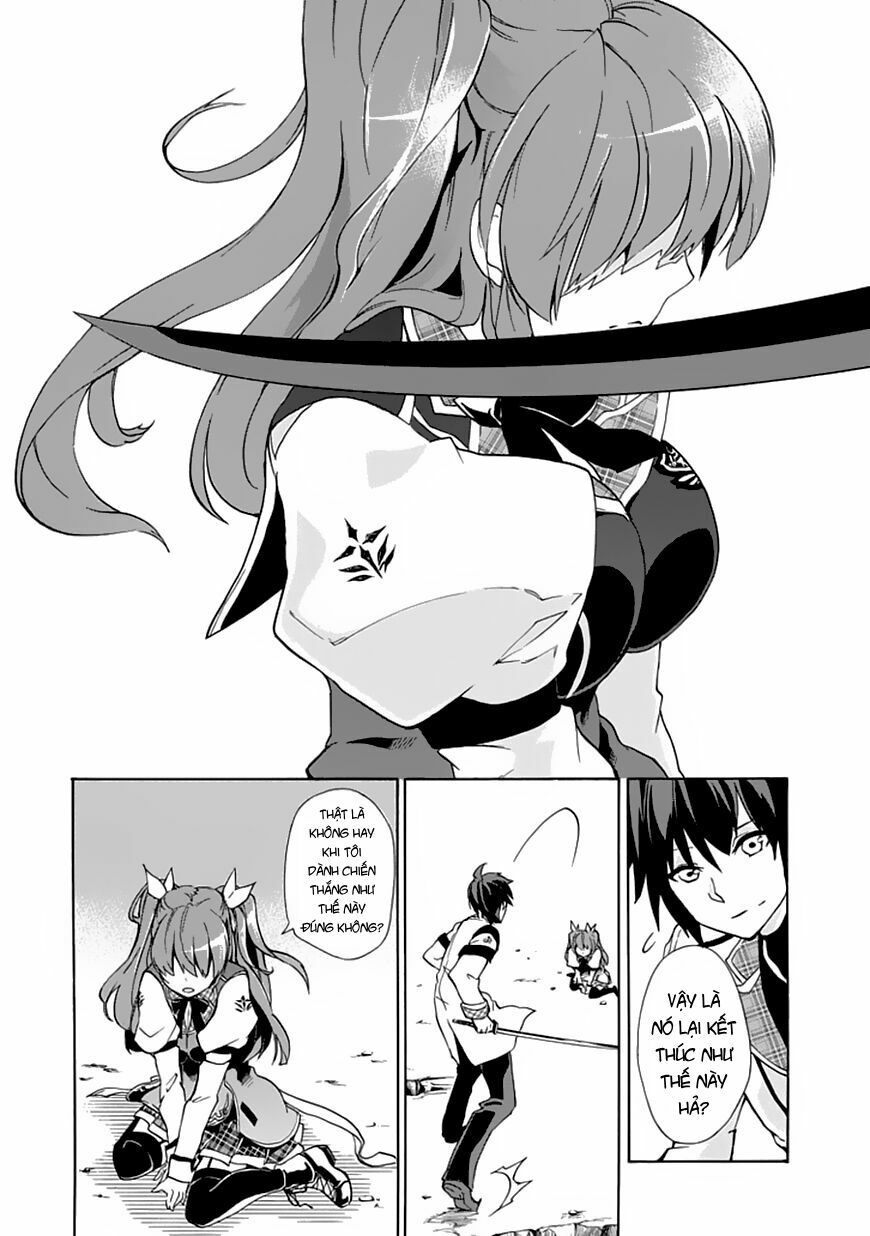 VẬY LÀ
NÓ LẠI KẾT
THÚC NHƯ
THẾ NÀY
HẢ?
THẬT LÀ
KHÔNG HAY
KHI TÔI
DÀNH CHIẾN
THẮNG NHƯ
THẾ NÀY
ĐÚNG KHÔNG?